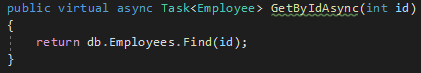 public virtual async Task<Employee> GetByIdAsync(int id)
{
return db.Employees.Find(id);
}